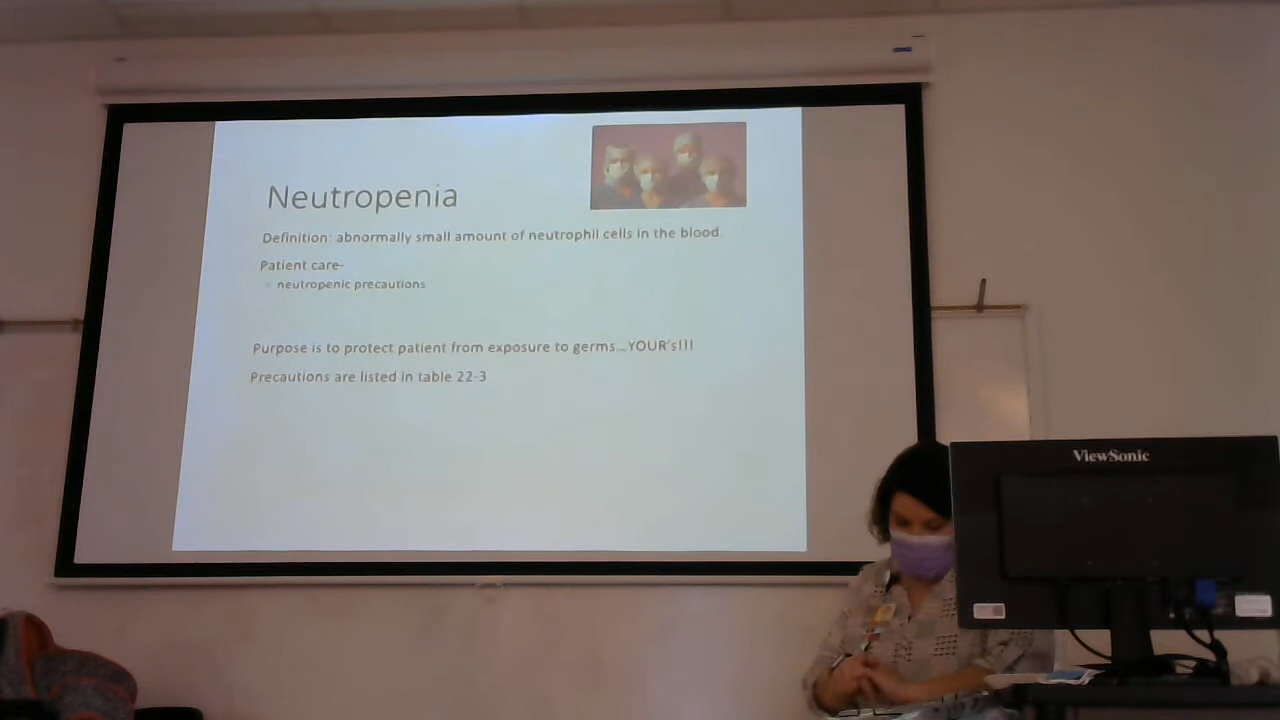 Neutropenia
Definition: abnormally small amount of neutrophil cells in the blood.
Patient care-
neutropenic precautions
Purpose is to protect patient from exposure to germs...YOUR's!!!
Precautions are listed in table 22-3
ViewSonic